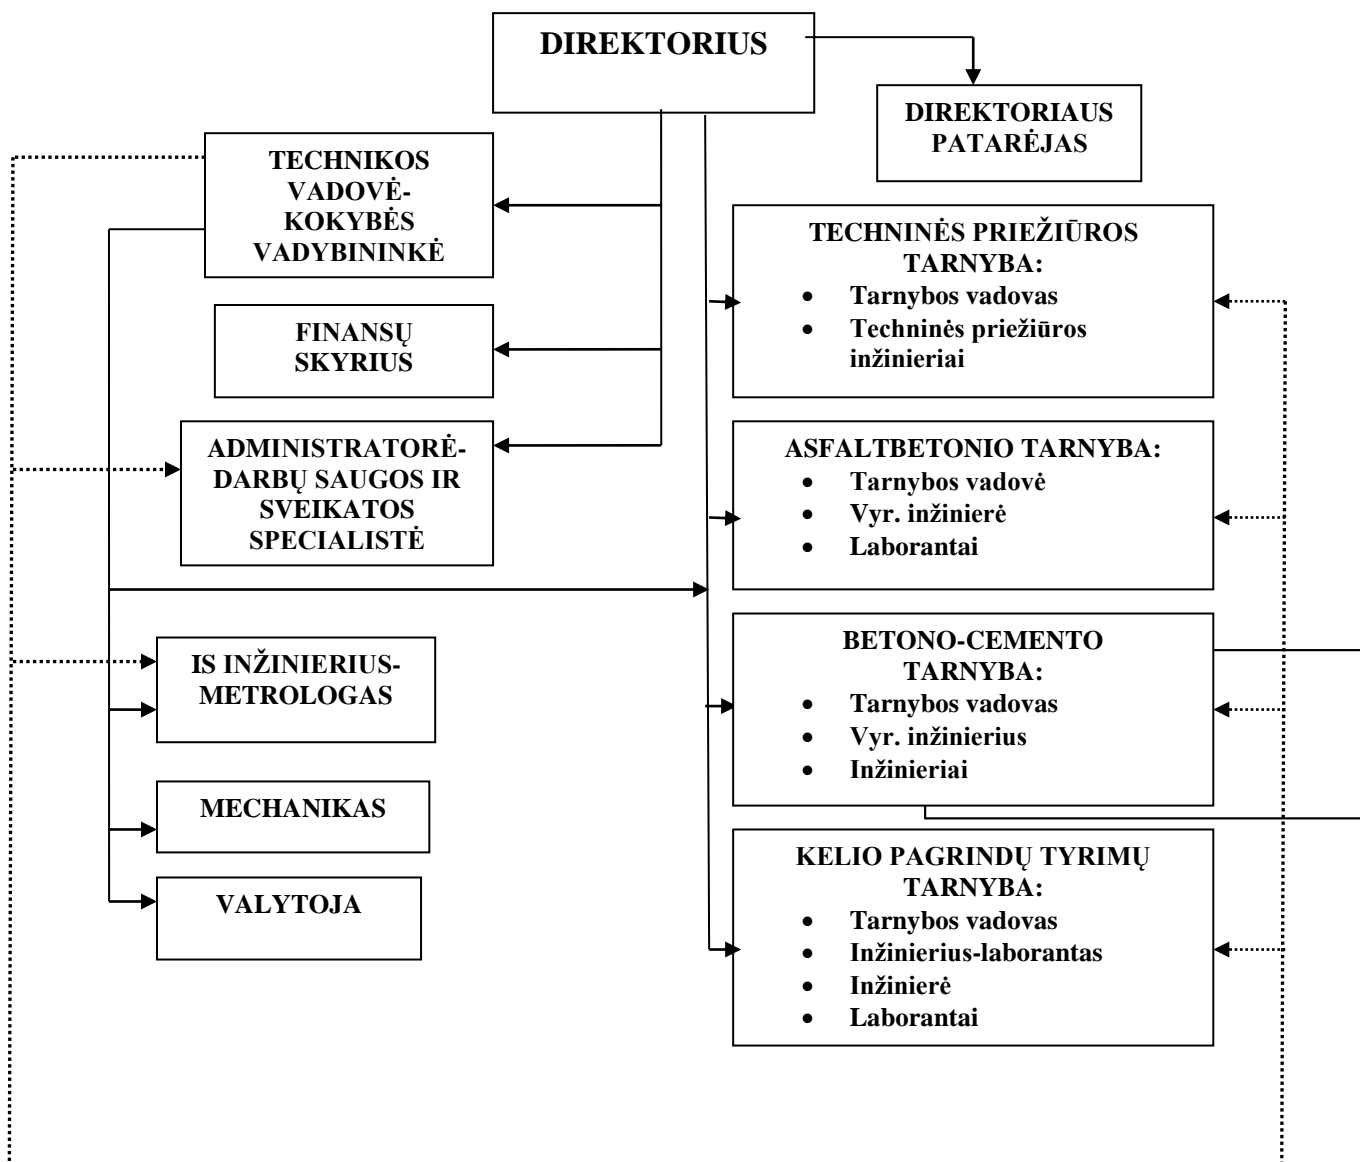 DIREKTORIUS
DIREKTORIAUS
PATARĖJAS
TECHNIKOS
VADOVĖ-
KOKYBĖS
VADYBININKĖ
FINANSŲ
SKYRIUS
ADMINISTRATORĖ-
DARBŲ SAUGOS IR
SVEIKATOS
SPECIALISTĖ
IS INŽINIERIUS-
METROLOGAS
MECHANIKAS
VALYTOJA
TECHNINĖS PRIEŽIŪROS
TARNYBA:
• Tarnybos vadovas
• Techninės priežiūros
inžinieriai
ASFALTBETONIO TARNYBA:
• Tarnybos vadovė
• Vyr. inžinierė
• Laborantai
BETONO-CEMENTO
TARNYBA:
• Tarnybos vadovas
• Vyr. inžinierius
• Inžinieriai
KELIO PAGRINDŲ TYRIMŲ
TARNYBA:
• Tarnybos vadovas
• Inžinierius-laborantas
• Inžinierė
• Laborantai